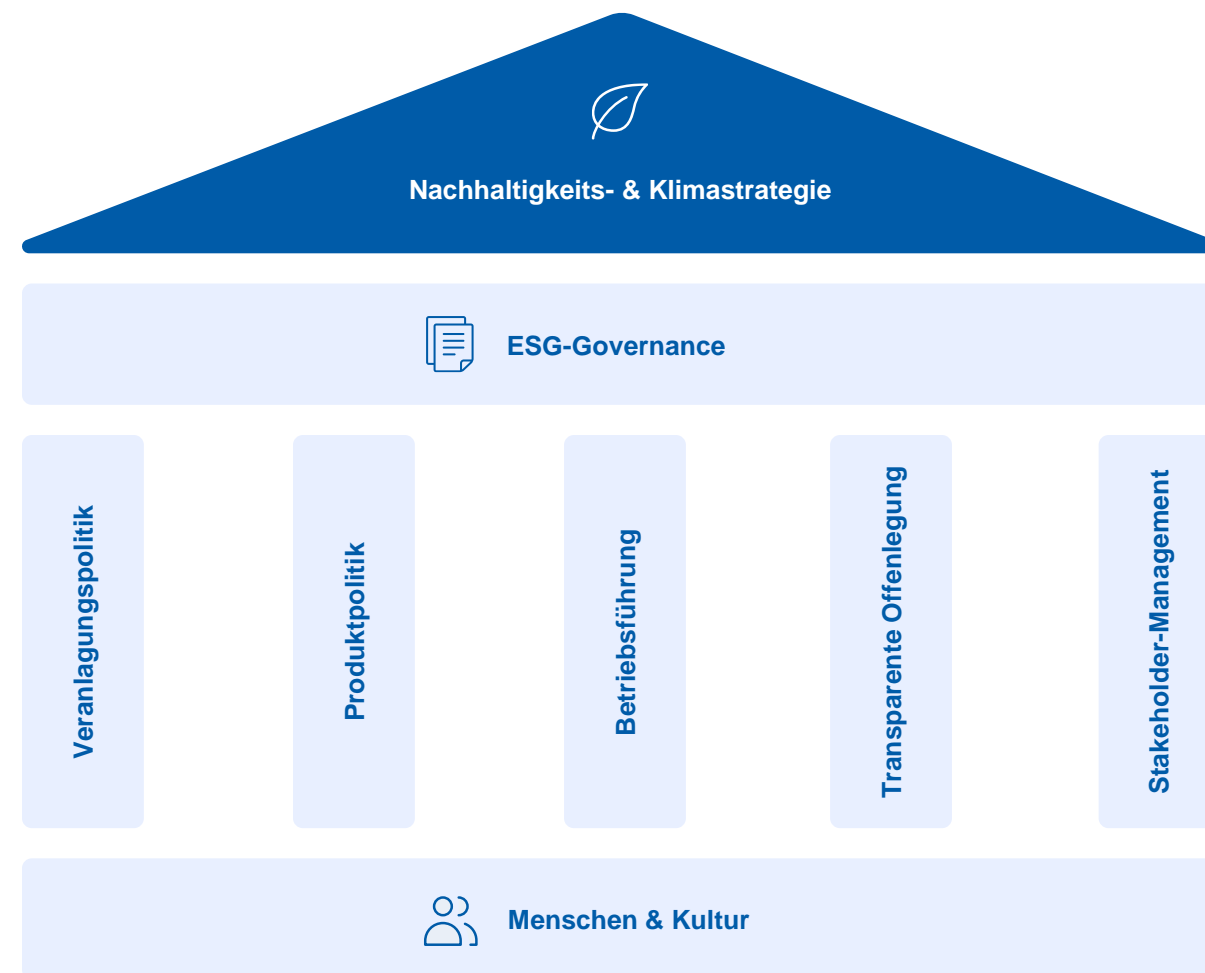 Nachhaltigkeits- & Klimastrategie
ESG-Governance
Veranlagungspolitik
Produktpolitik
Betriebsführung
Transparente Offenlegung
Stakeholder-Management
Menschen & Kultur